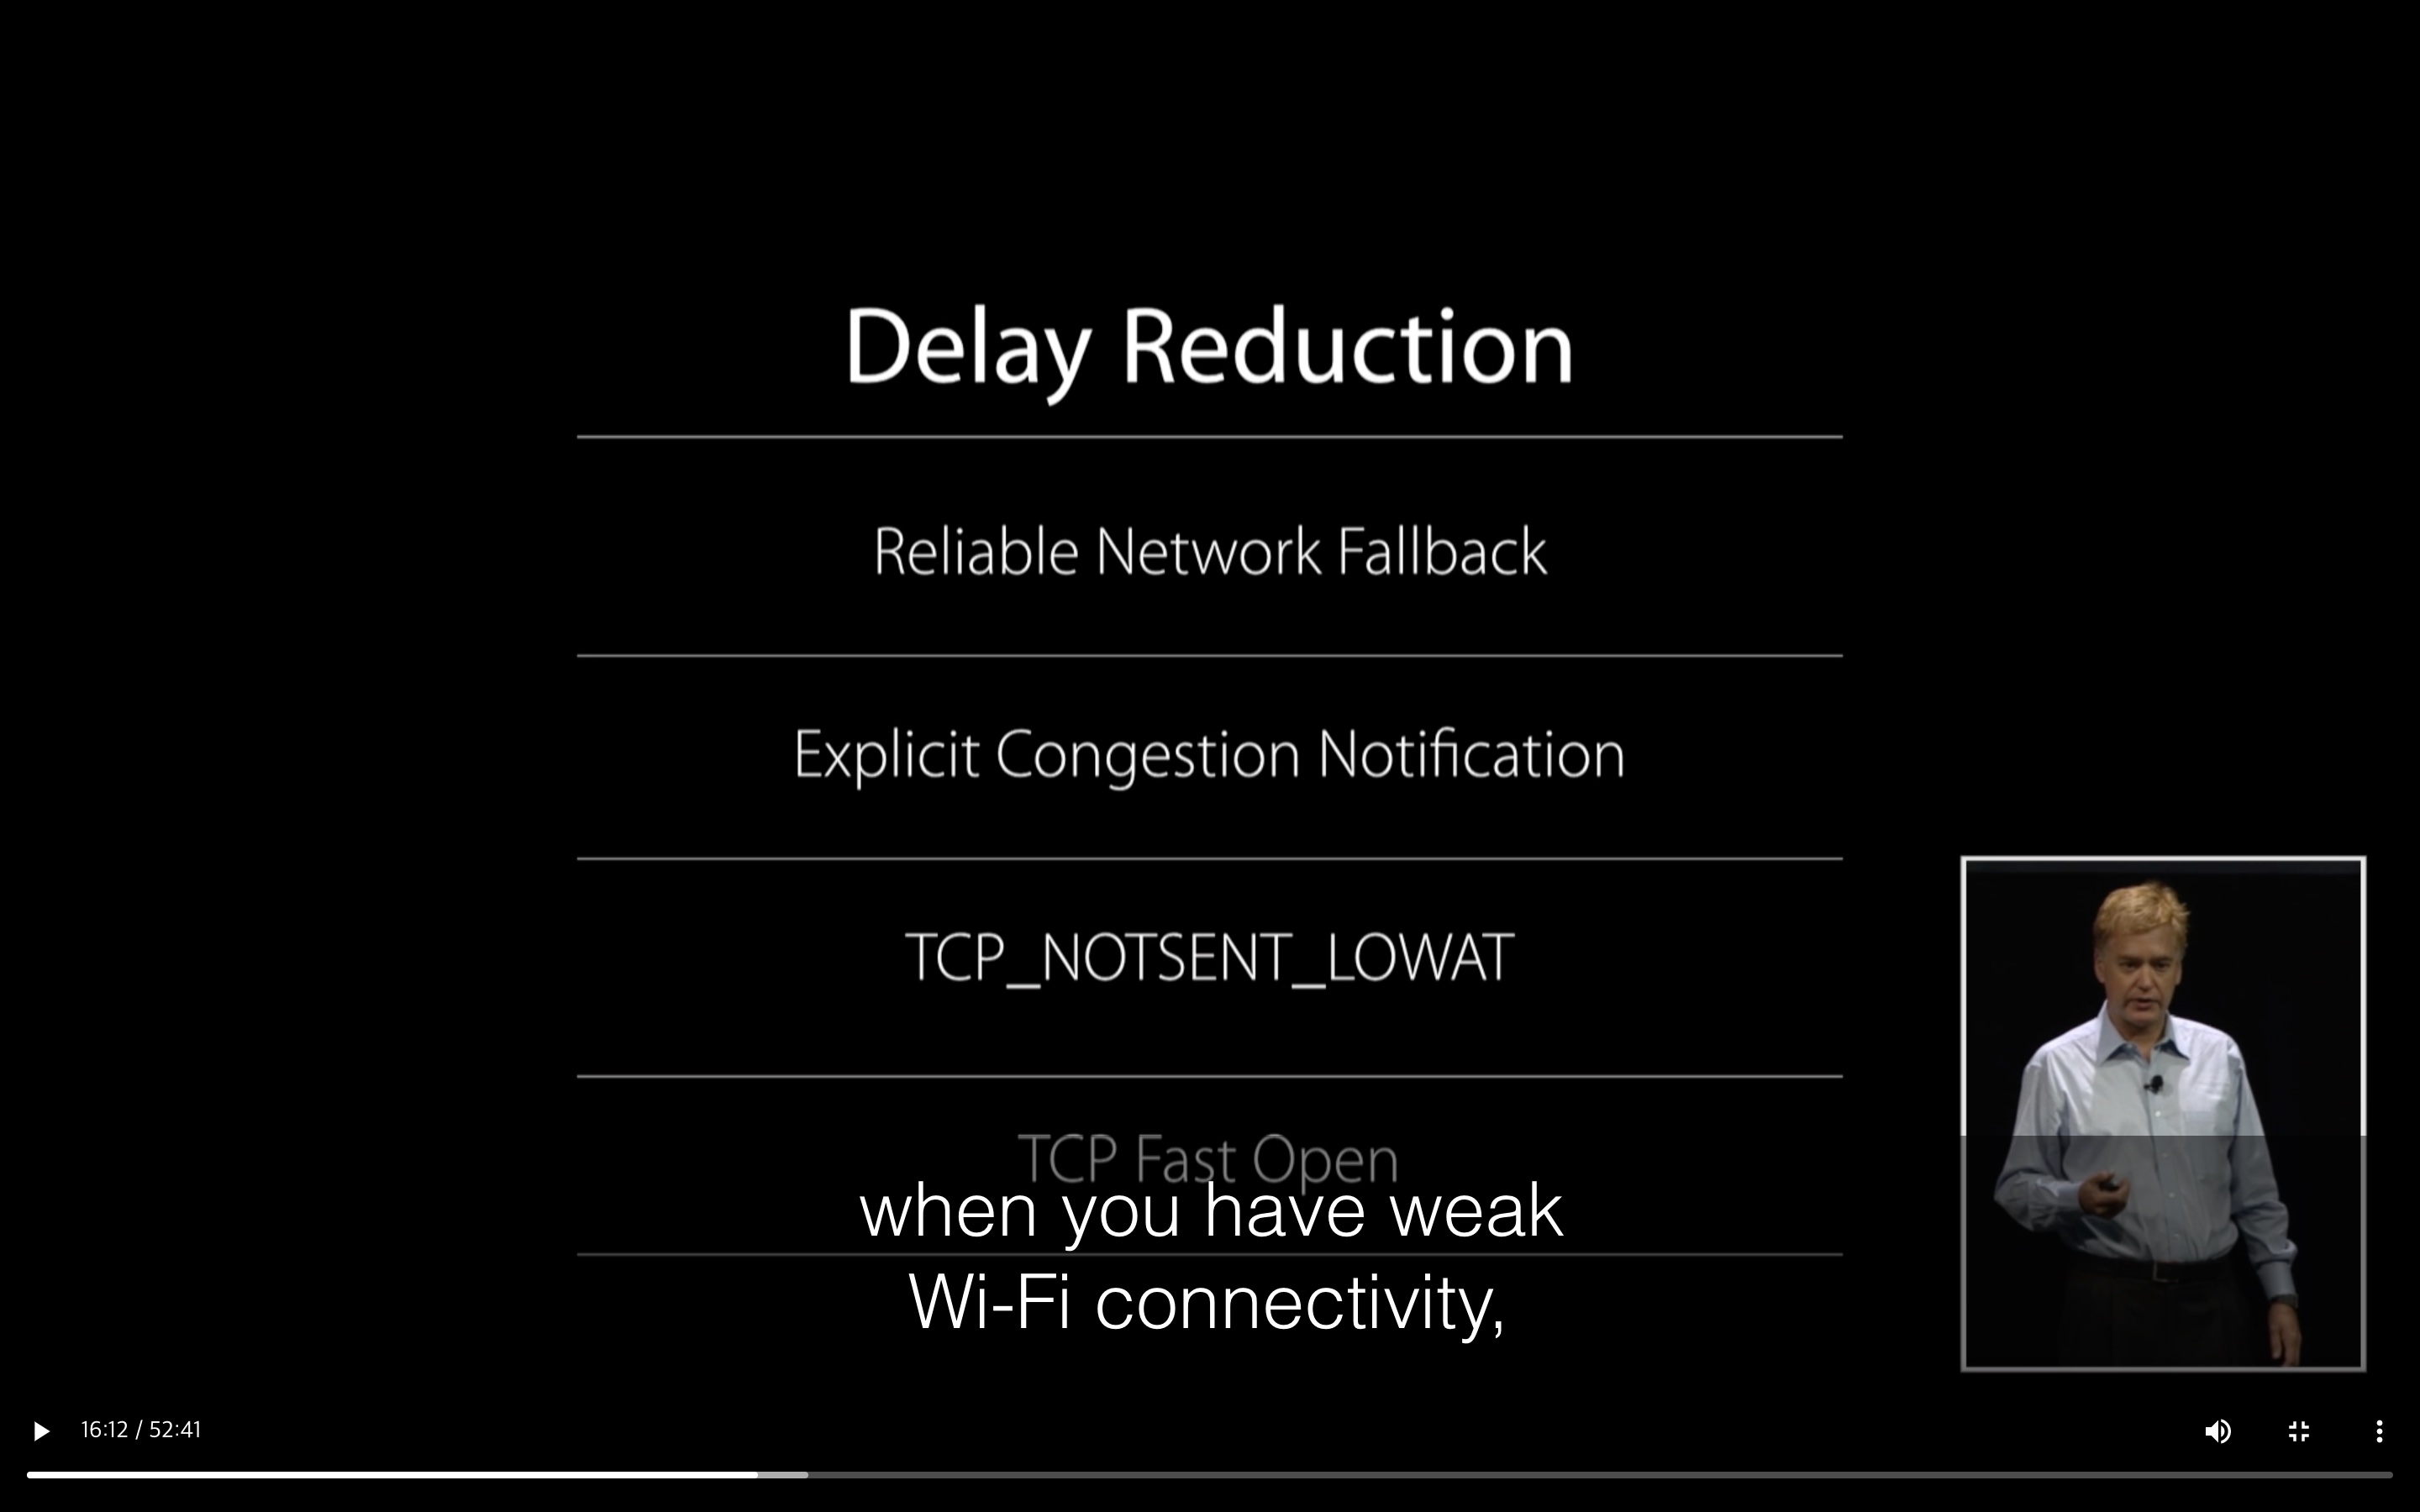 Delay Reduction
Reliable Network Fallback
Explicit Congestion Notification
TCP_NOTSENT_LOWAT
TCP Fast Open
when you have weak
Wi-Fi connectivity,
16:12 / 52:41